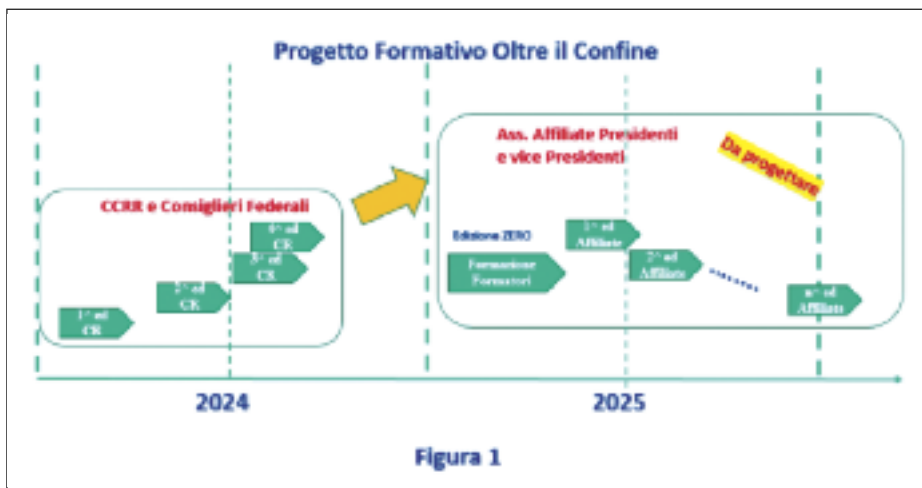 Progetto Formativo Oltre il Confine
Ass. Affiliate Presidenti
e vice Presidenti
Da progettare
CCRR e Consiglieri Federali
4^ ed
CR
3^ ed
CR
2^ ed
CR
1^ ed
CR
Edizione ZERO
Formazione
Formatori
1^ ed
Affiliate
2^ ed
Affiliate
n^ ed
Affiliate
2024
2025
Figura 1